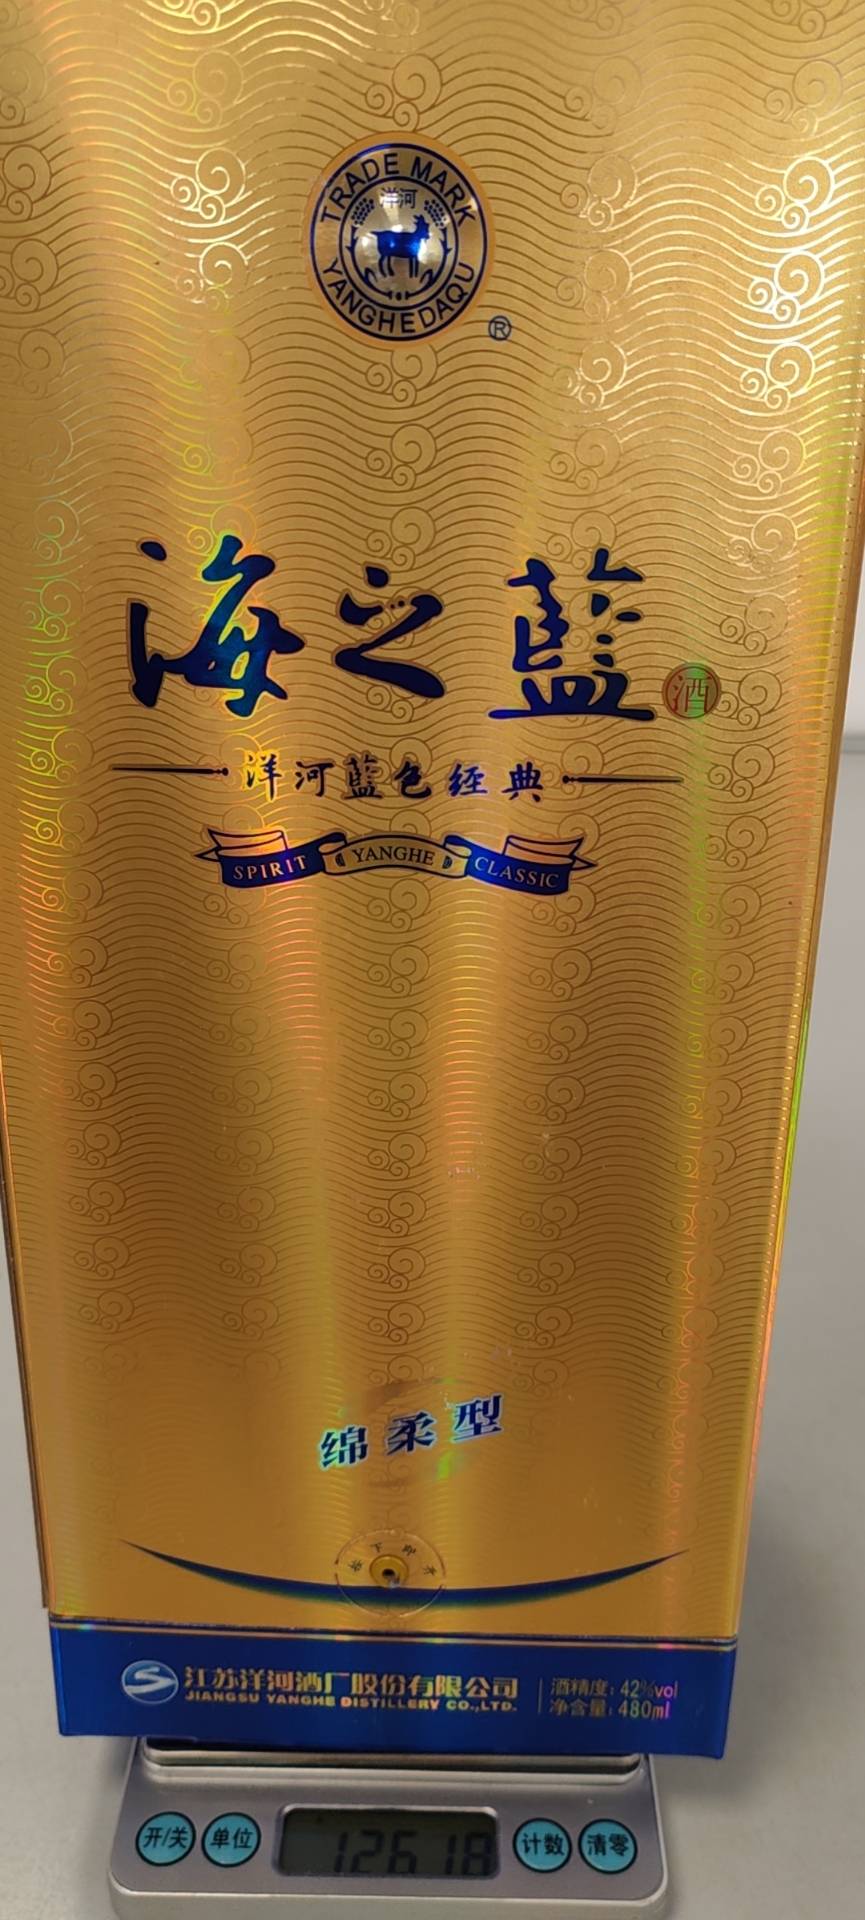 TRADE MARK
洋河
YANGHEDAQU
®
海之藍
酒
洋河藍色经典
SPIRIT YANGHE CLASSIC
绵柔型
江苏洋河酒厂股份有限公司
JIANGSU YANGHE DISTILLERY CO.,LTD.
酒精度: 42%vol
净含量: 480ml
开/关 单位 12618 计数 清零